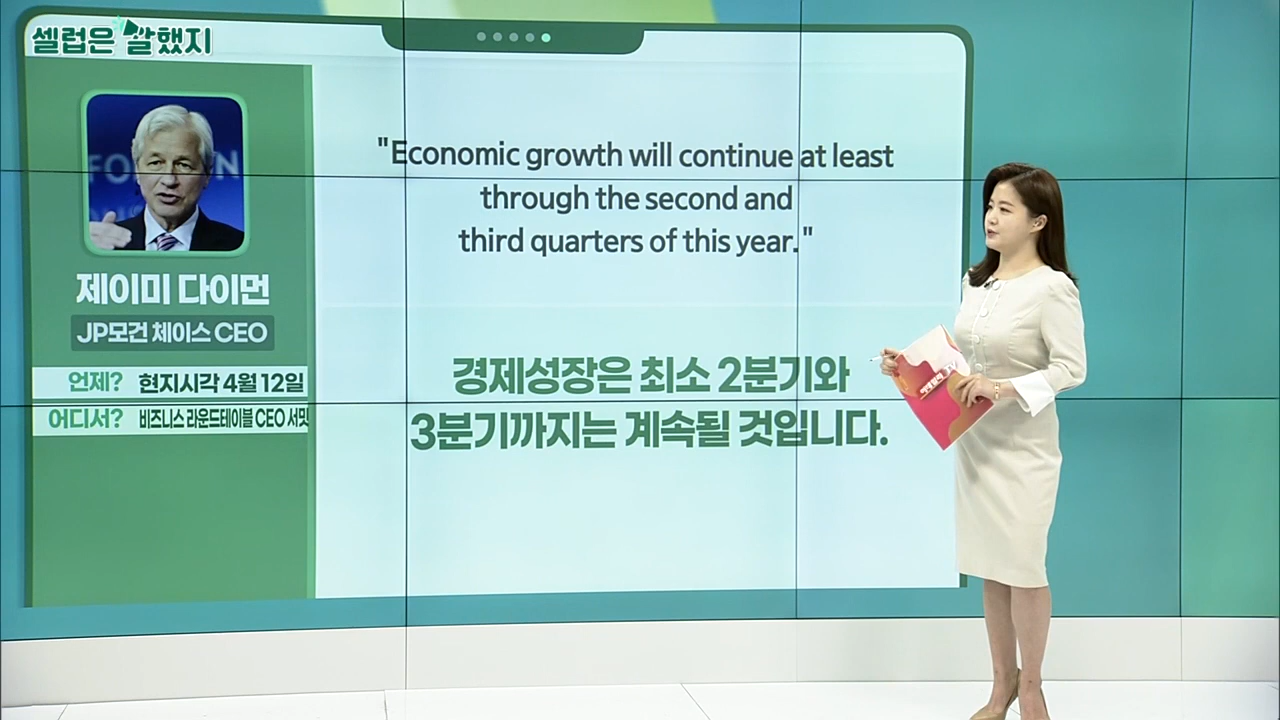 셀럽은 말했지
제이미 다이먼
JP모건 체이스 CEO
언제? 현지시각 4월 12일
어디서? 비즈니스 라운드테이블 CEO 서밋
"Economic growth will continue at least
through the second and
third quarters of this year."
경제성장은 최소 2분기와
3분기까지는 계속될 것입니다.